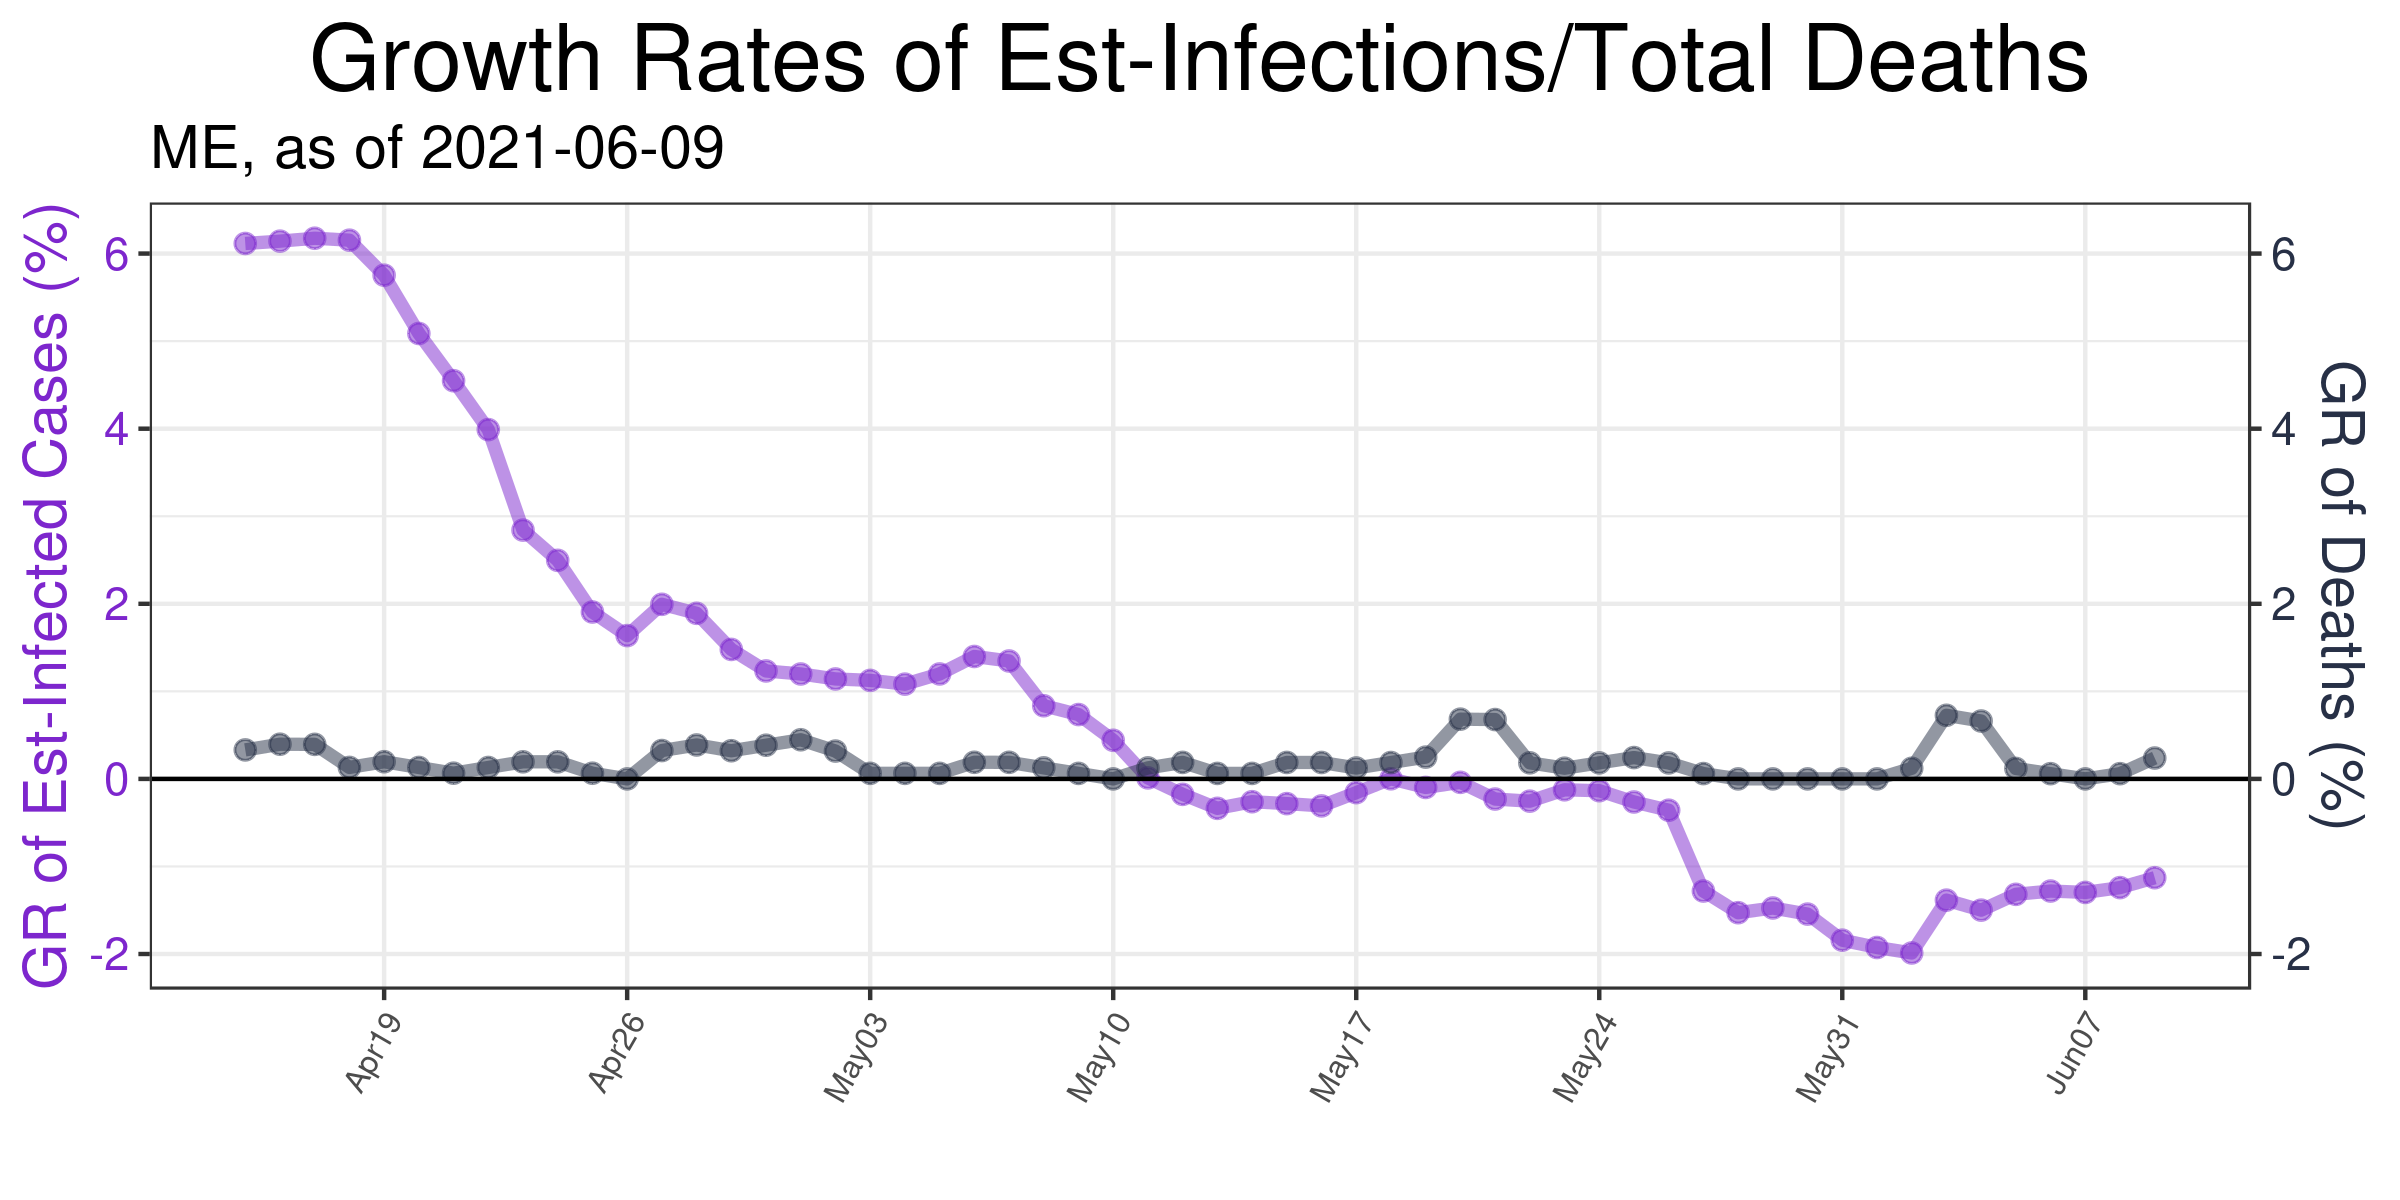 Growth Rates of Est-Infections/Total Deaths
ME, as of 2021-06-09
GR of Est-Infected Cases (%)
6
4
2
0
-2
6
4
2
0
-2
GR of Deaths (%)
Apr19
Apr26
May03
May10
May17
May24
May31
Jun07